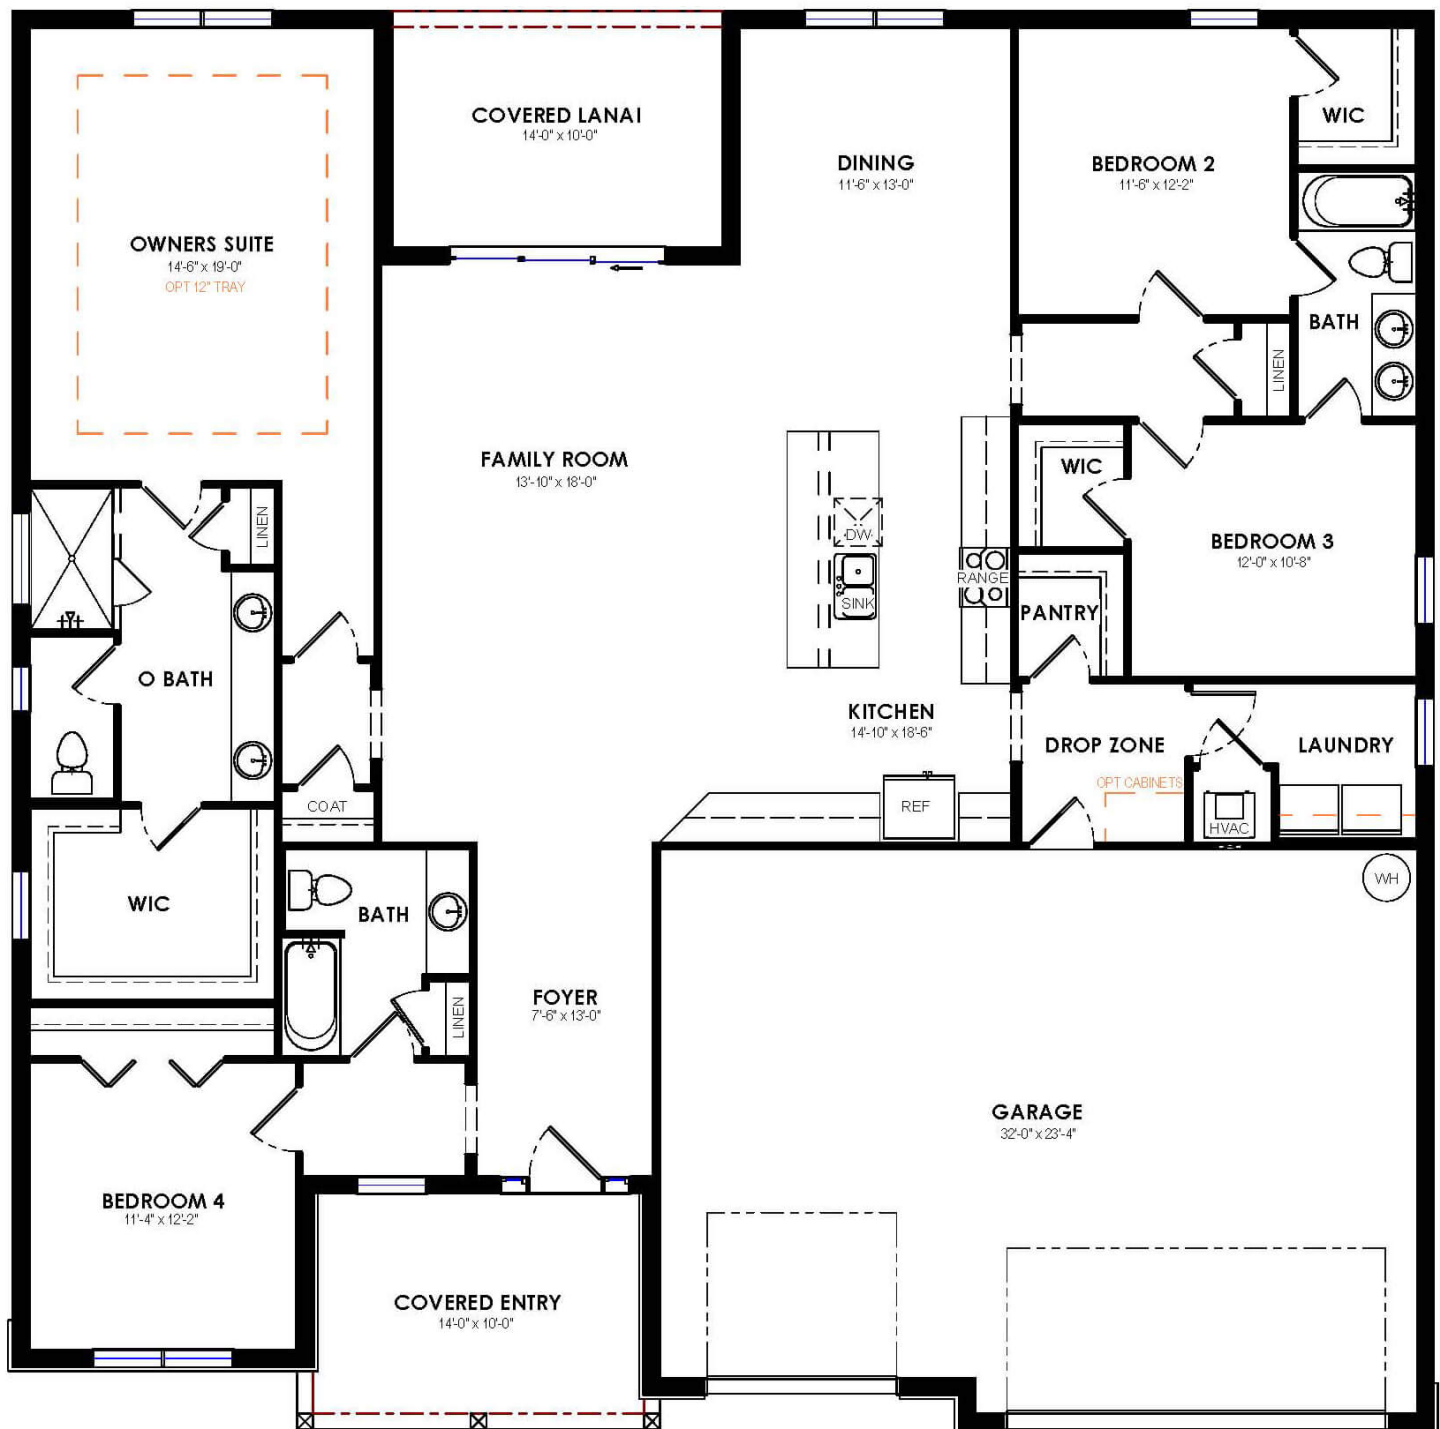 COVERED LANAI
14'-0" x 10'-0"
DINING
11'-6" x 13'-0"
BEDROOM 2
11'-6" x 12'-2"
WIC
OWNERS SUITE
14'-6" x 19'-0"
OPT 12" TRAY
BATH
LINEN
FAMILY ROOM
13'-10" x 18'-0"
WIC
BEDROOM 3
12'-0" x 10'-8"
LINEN
DW
SINK
RANGE
PANTRY
O BATH
KITCHEN
14'-10" x 18'-6"
DROP ZONE
OPT CABINETS
LAUNDRY
COAT
REF
HVAC
WH
WIC
BATH
LINEN
FOYER
7'-6" x 13'-0"
GARAGE
32'-0" x 23'-4"
BEDROOM 4
11'-4" x 12'-2"
COVERED ENTRY
14'-0" x 10'-0"